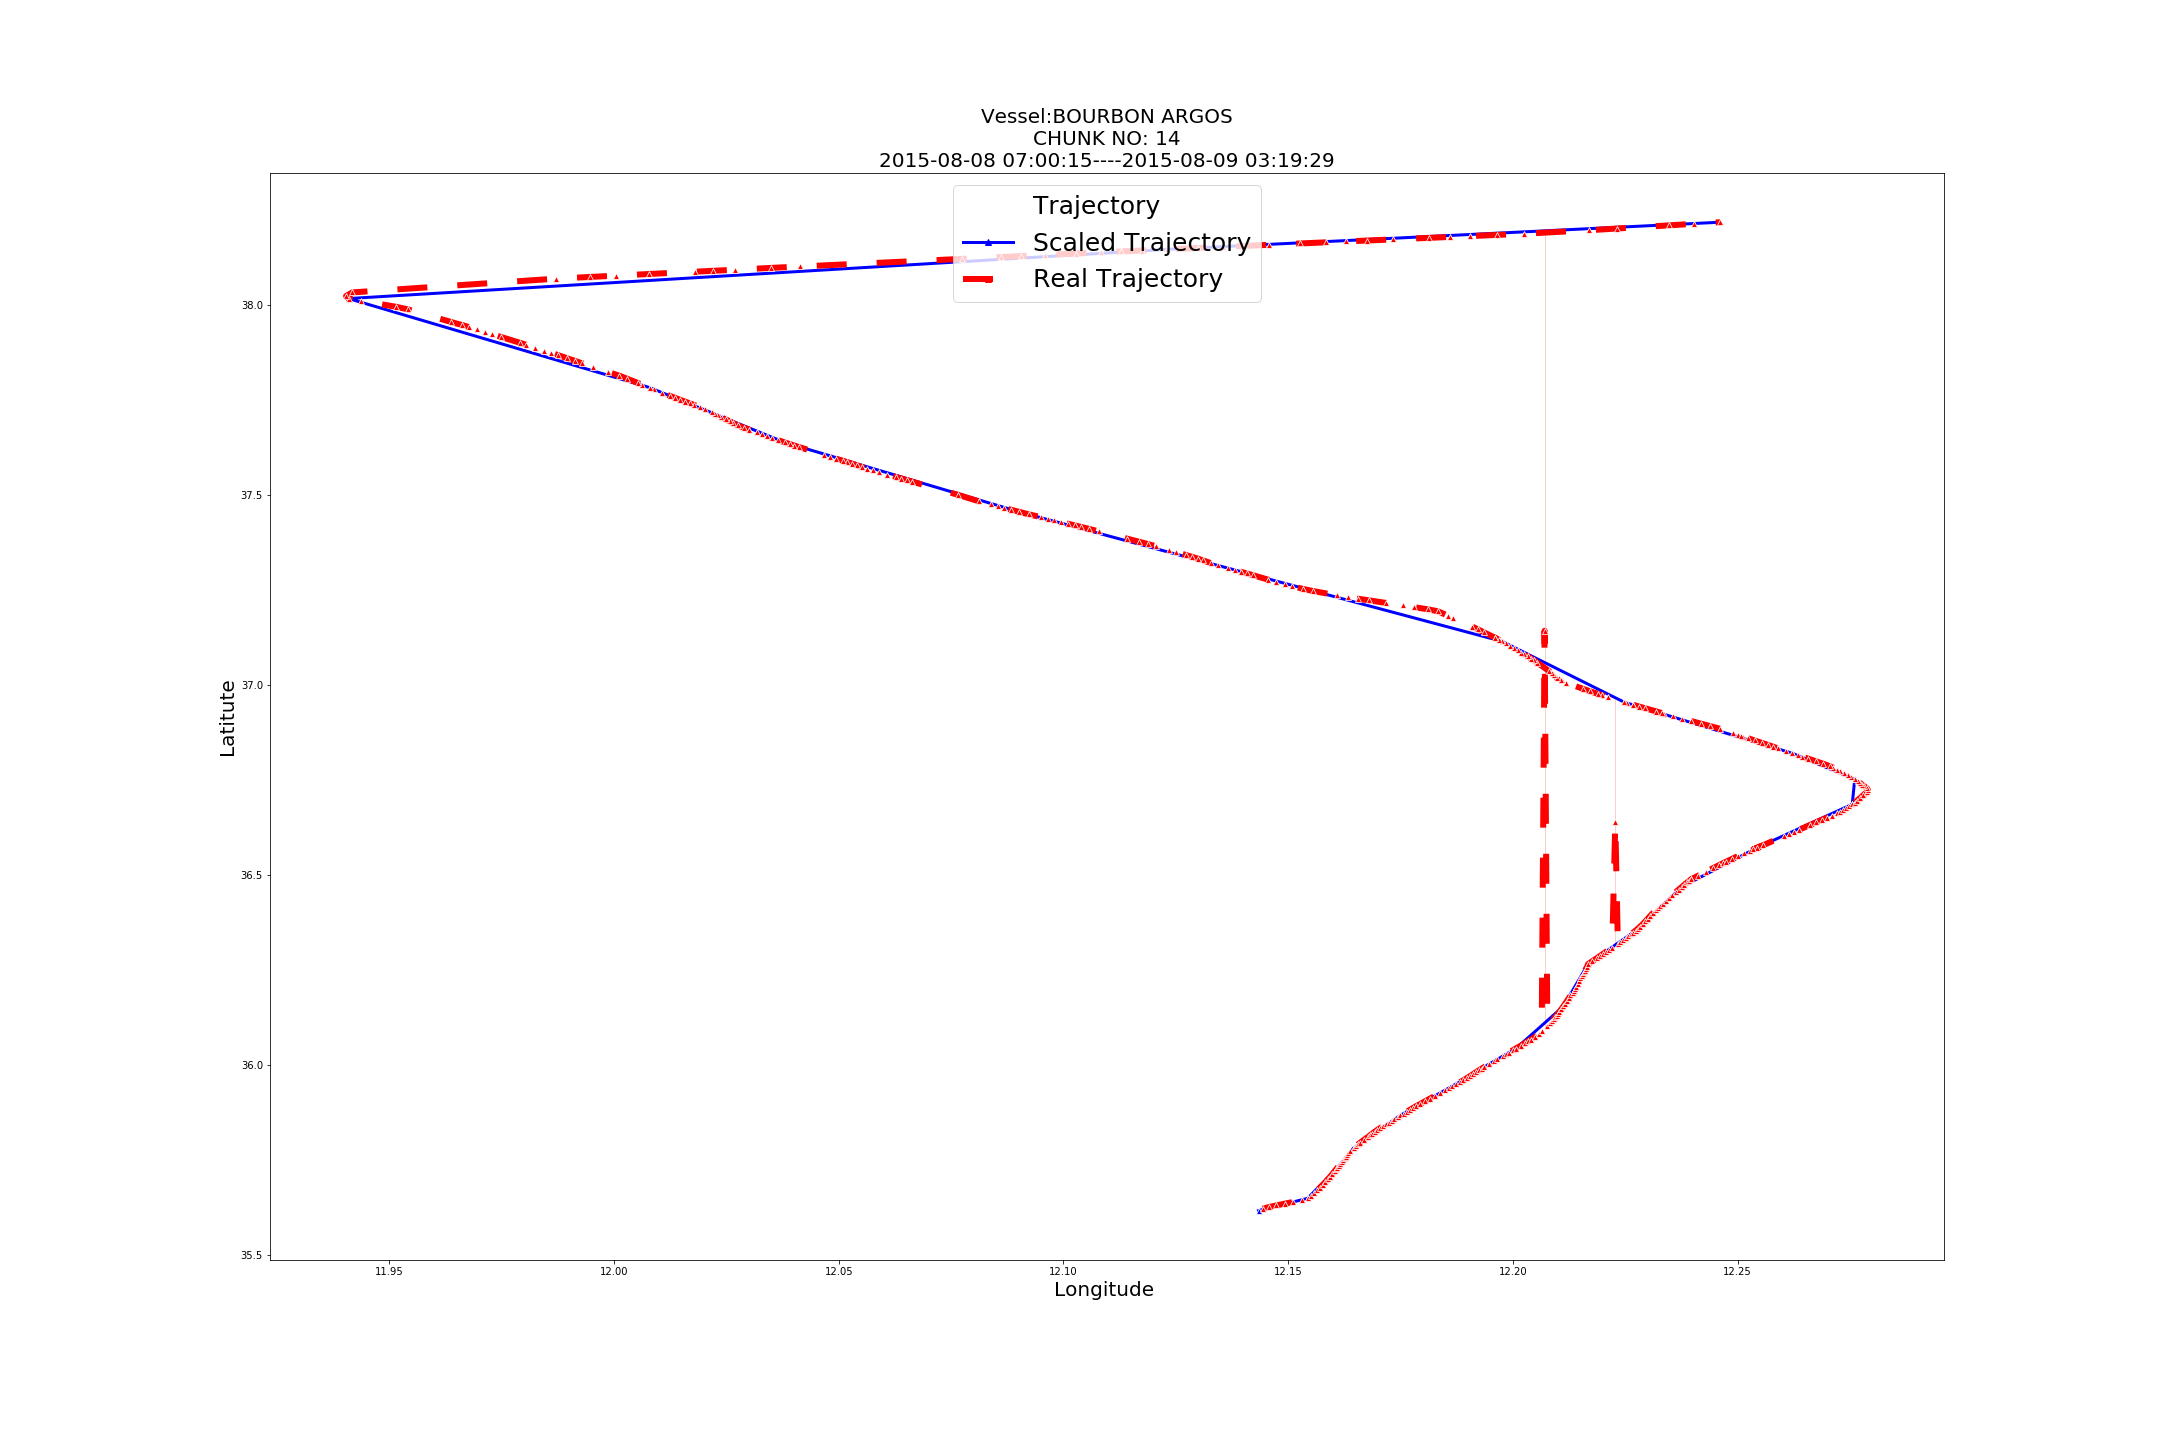 Vessel:BOURBON ARGOS
CHUNK NO: 14
2015-08-08 07:00:15----2015-08-09 03:19:29
Trajectory
Scaled Trajectory
Real Trajectory
Latitute
38.0
37.5
37.0
36.5
36.0
35.5
11.95 12.00 12.05 12.10 12.15 12.20 12.25
Longitude